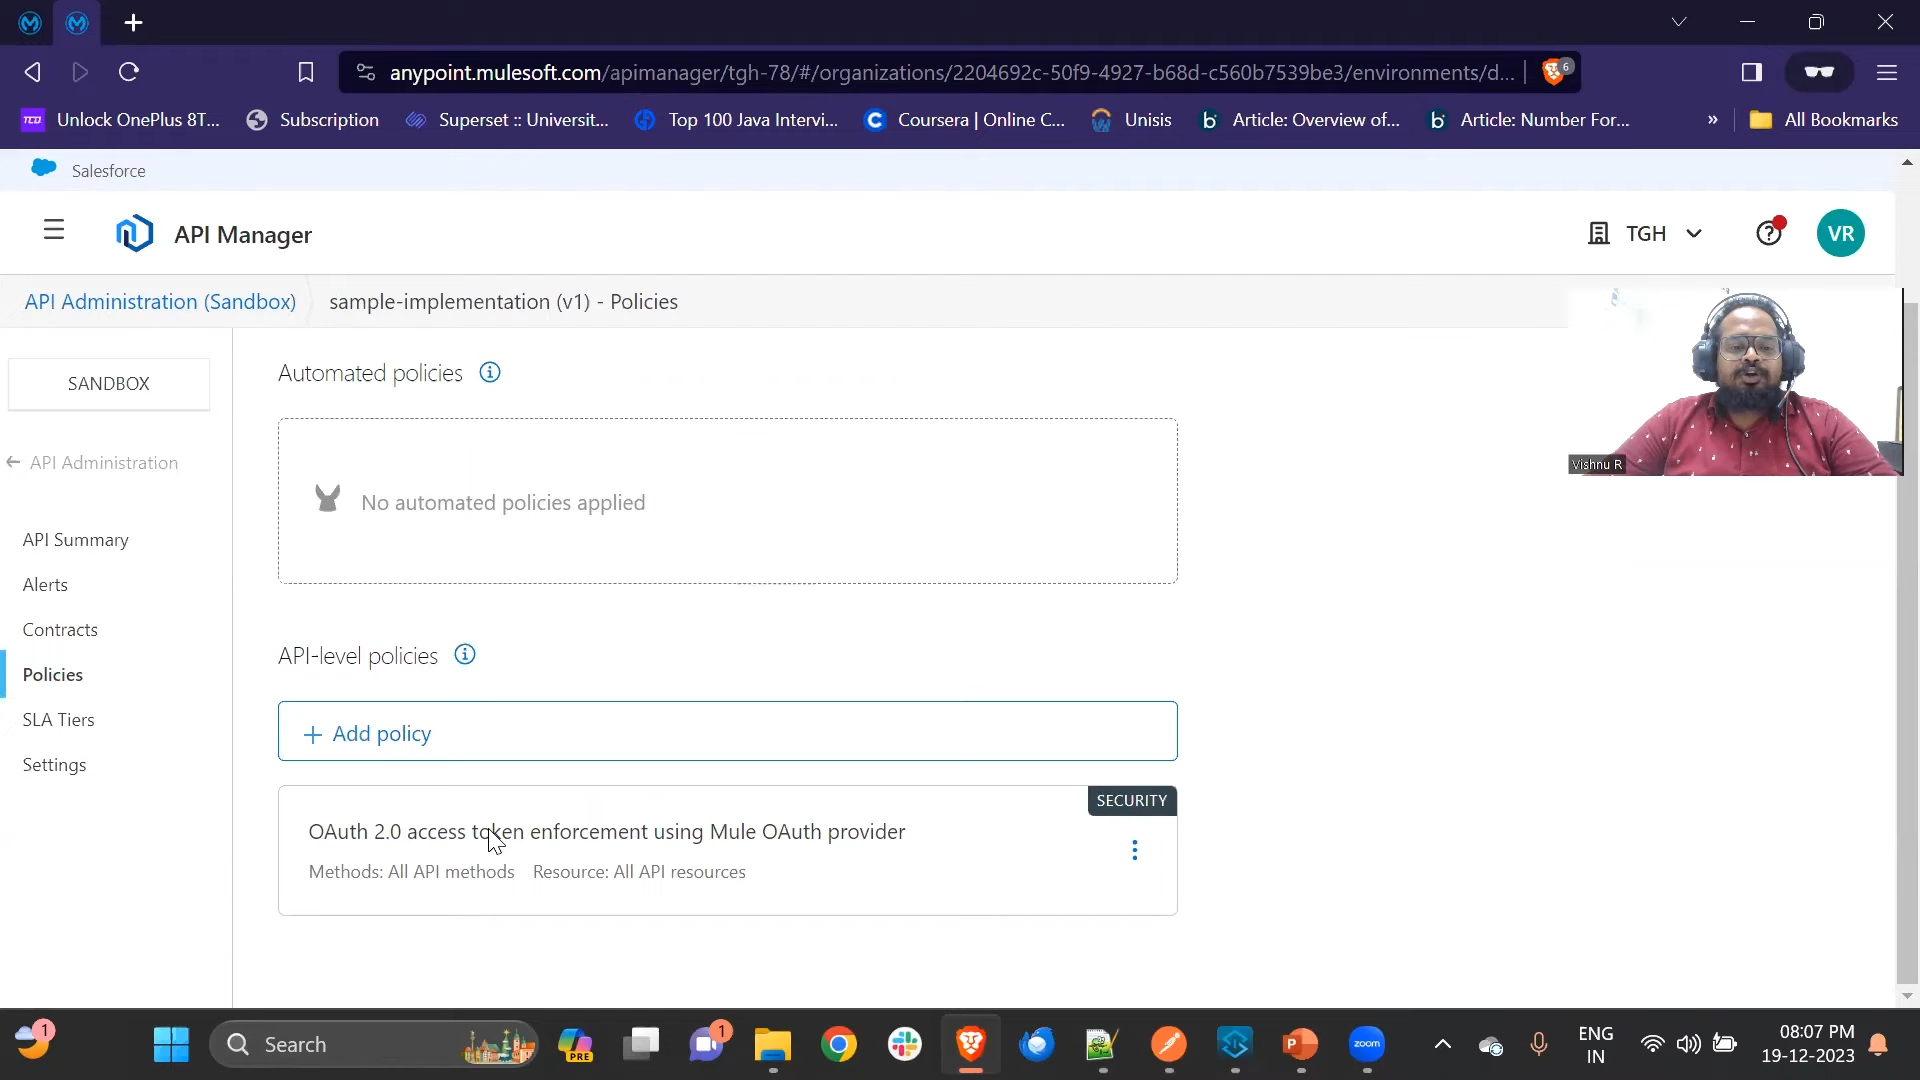 anypoint.mulesoft.com/apimanager/tgh-78/#/organizations/2204692c-50f9-4927-b68d-c560b7539be3/environments/d...
6
TCD Unlock OnePlus 8T...
Subscription
Superset :: Universit...
Top 100 Java Intervi...
C Coursera | Online C...
Unisis
b Article: Overview of...
b Article: Number For...
»
All Bookmarks
Salesforce
API Manager
TGH
VR
API Administration (Sandbox)
sample-implementation (v1) - Policies
SANDBOX
← API Administration
API Summary
Alerts
Contracts
Policies
SLA Tiers
Settings
Automated policies
No automated policies applied
API-level policies
+ Add policy
SECURITY
OAuth 2.0 access token enforcement using Mule OAuth provider
Methods: All API methods Resource: All API resources
Vishnu R
1
Search
PRE
1
zoom
ENG
IN
08:07 PM
19-12-2023